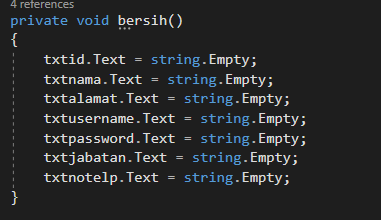 4 references
private void bersih()
{
txtid.Text = string.Empty;
txtnama.Text = string.Empty;
txtalamat.Text = string.Empty;
txtusername.Text = string.Empty;
txtpassword.Text = string.Empty;
txtjabatan.Text = string.Empty;
txtnotelp.Text = string.Empty;
}